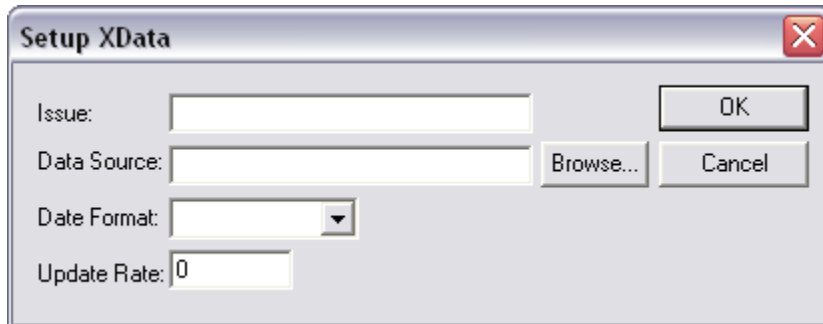 Setup XData
Issue: OK
Data Source: Browse... Cancel
Date Format:
Update Rate: 0